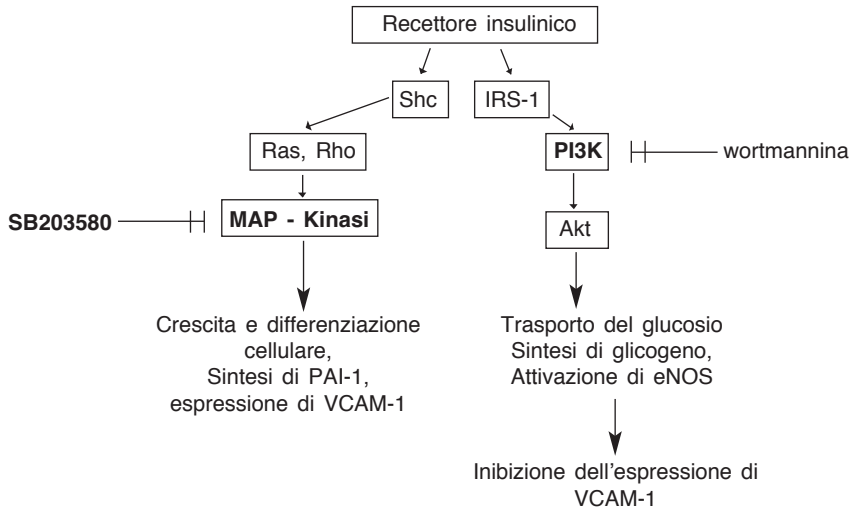 Recettore insulinico
Shc
IRS-1
Ras, Rho
PI3K
wortmannina
SB203580
MAP - Kinasi
Akt
Crescita e differenziazione
cellulare,
Sintesi di PAI-1,
espressione di VCAM-1
Trasporto del glucosio
Sintesi di glicogeno,
Attivazione di eNOS
Inibizione dell'espressione di
VCAM-1